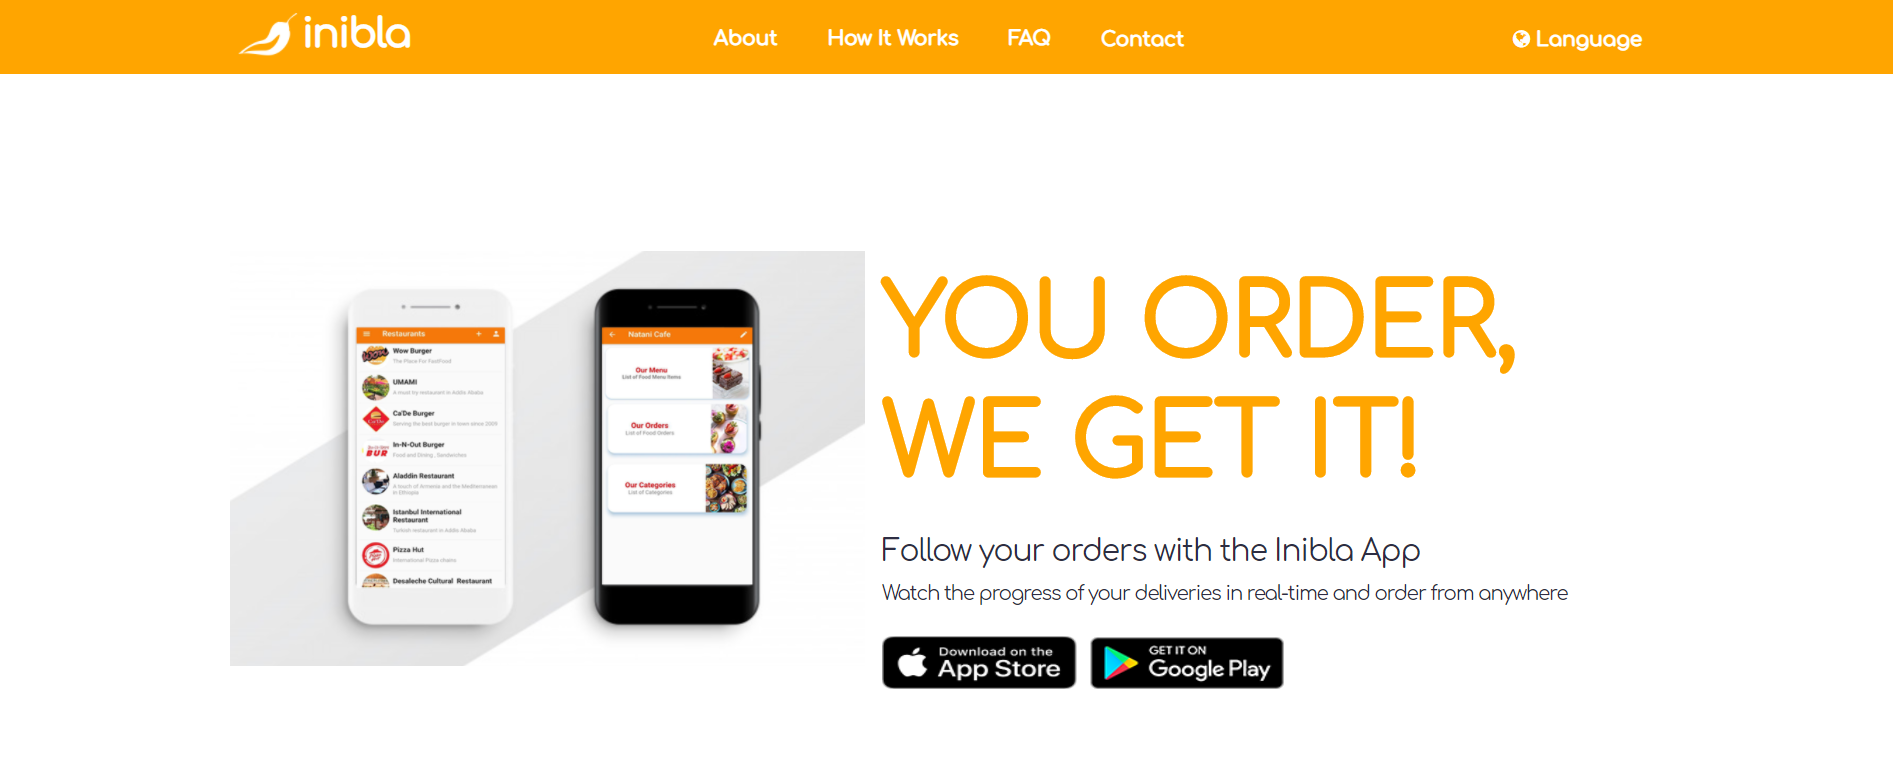 inibla
About
How It Works
FAQ
Contact
Language
Restaurants
Wow Burger
The Place For FastFood
UMAMI
A must try restaurant in Addis Ababa
Ca'De Burger
Serving the best burger in town since 2009
In-N-Out Burger
Food and Dining , Sandwiches
Aladdin Restaurant
A touch of Armenia and the Mediterranean
in Ethiopia
Istanbul International
Restaurant
Turkish restaurant in Addis Ababa
Pizza Hut
International Pizza chains
Desaleche Cultural Restaurant
Natani Cafe
Our Menu
List of Food Menu Items
Our Orders
List of Food Orders
Our Categories
List of Categories
YOU ORDER,
WE GET IT!
Follow your orders with the Inibla App
Watch the progress of your deliveries in real-time and order from anywhere
Download on the
App Store
GET IT ON
Google Play